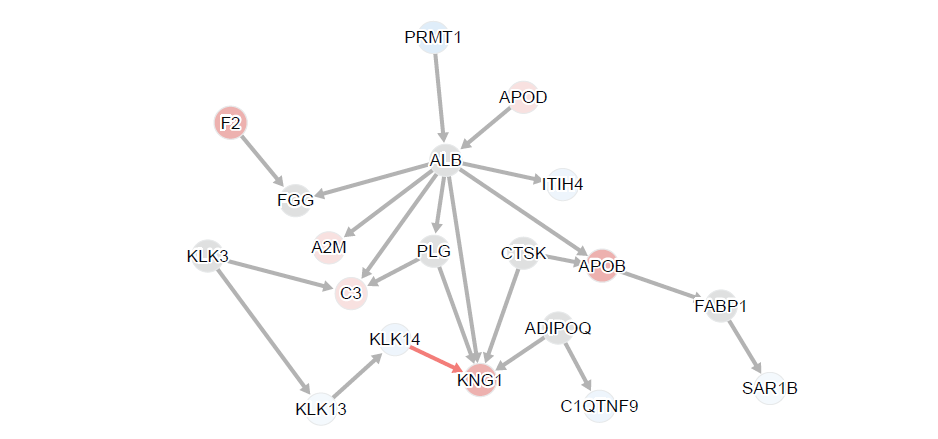 PRMT1
APOD
F2
ALB
ITIH4
FGG
A2M
PLG
CTSK
KLK3
APOB
C3
FABP1
ADIPOQ
KLK14
KNG1
SAR1B
KLK13
C1QTNF9